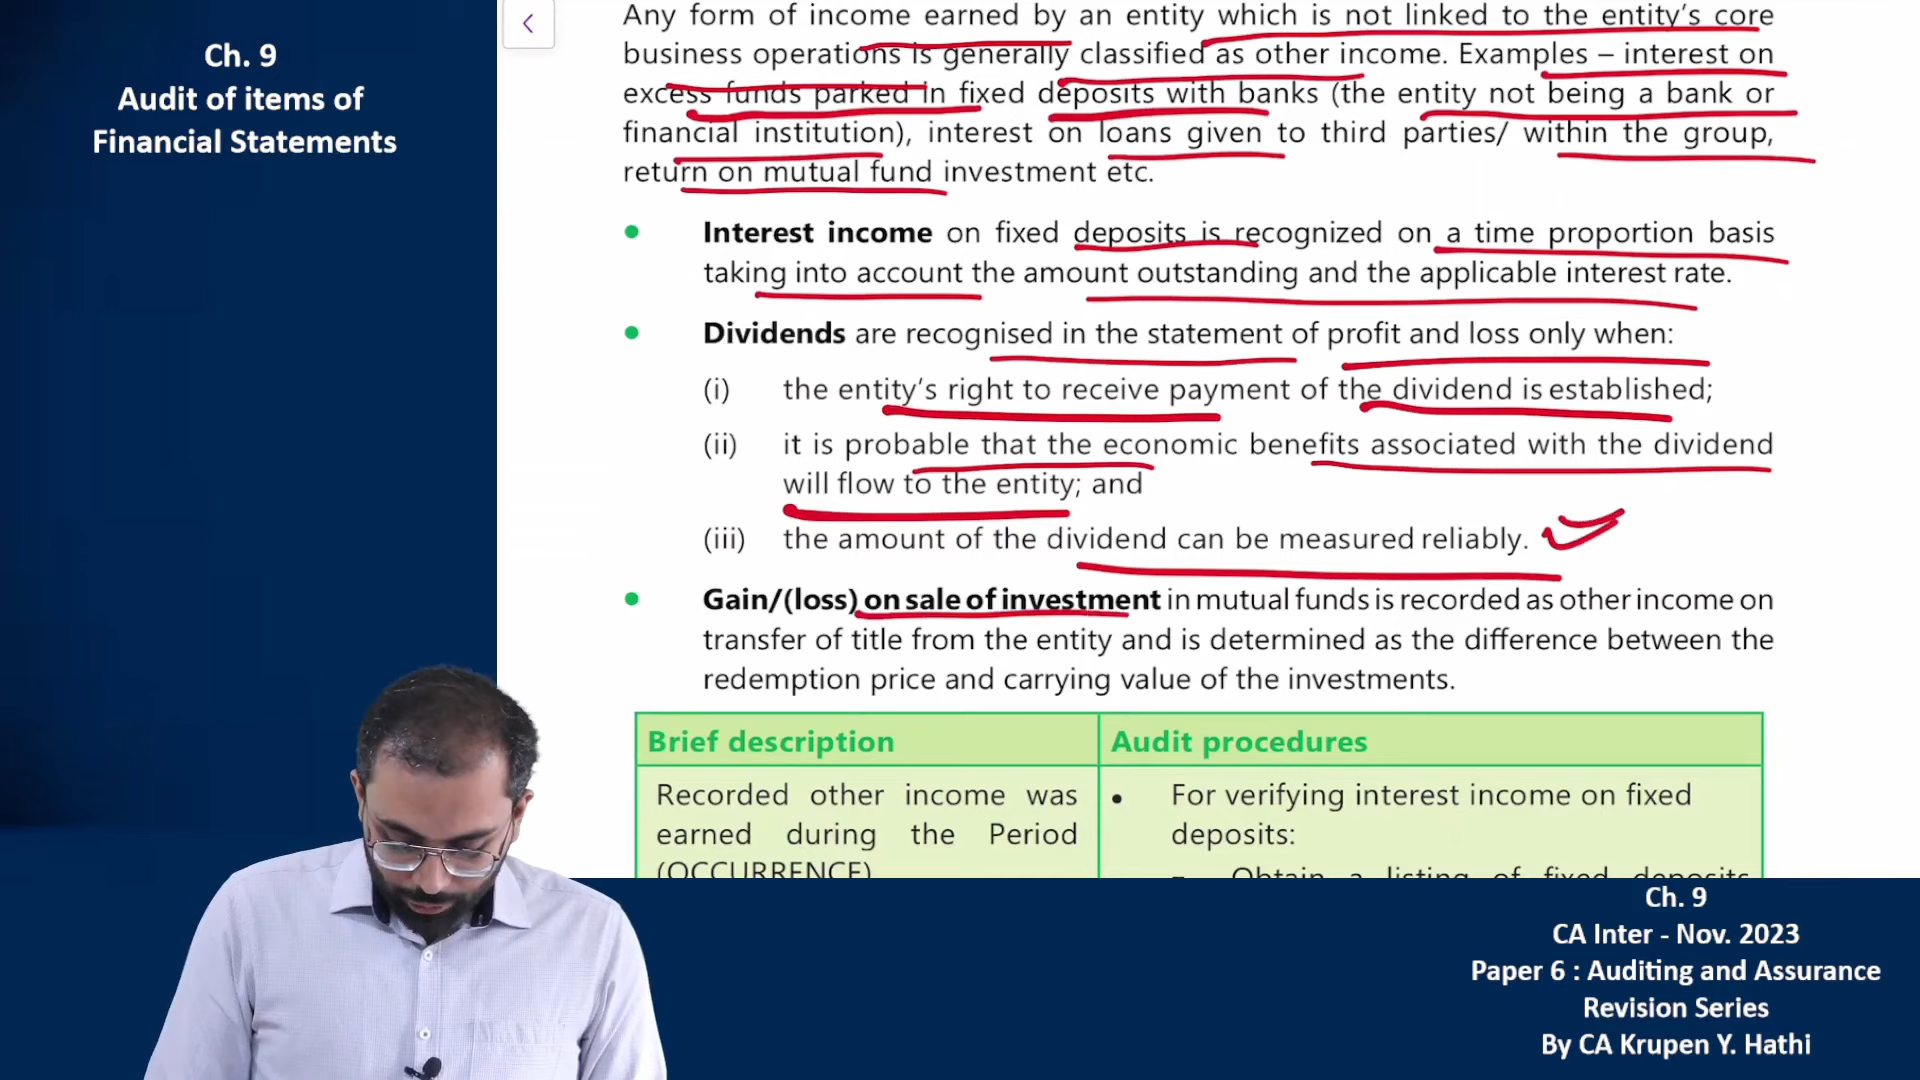 Ch. 9
Audit of items of
Financial Statements
Any form of income earned by an entity which is not linked to the entity’s core
business operations is generally classified as other income. Examples – interest on
excess funds parked in fixed deposits with banks (the entity not being a bank or
financial institution), interest on loans given to third parties/ within the group,
return on mutual fund investment etc.
• Interest income on fixed deposits is recognized on a time proportion basis
taking into account the amount outstanding and the applicable interest rate.
• Dividends are recognised in the statement of profit and loss only when:
(i) the entity’s right to receive payment of the dividend is established;
(ii) it is probable that the economic benefits associated with the dividend
will flow to the entity; and
(iii) the amount of the dividend can be measured reliably.
• Gain/(loss) on sale of investment in mutual funds is recorded as other income on
transfer of title from the entity and is determined as the difference between the
redemption price and carrying value of the investments.
Brief description
Recorded other income was
earned during the Period
(OCCURRENCE)
Audit procedures
• For verifying interest income on fixed
deposits:
– Obtain a listing of fixed deposits
Ch. 9
CA Inter - Nov. 2023
Paper 6 : Auditing and Assurance
Revision Series
By CA Krupen Y. Hathi